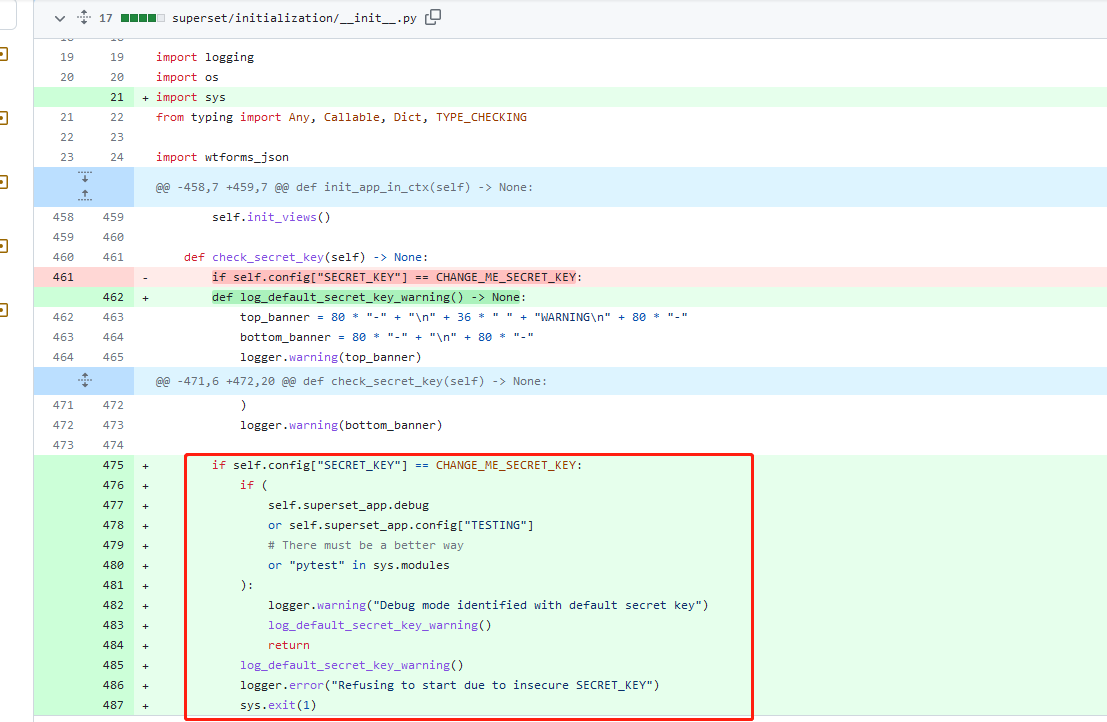 17 superset/initialization/__init__.py
19 19 import logging
20 20 import os
21 + import sys
21 22 from typing import Any, Callable, Dict, TYPE_CHECKING
22 23
23 24 import wtforms_json
@@ -458,7 +459,7 @@ def init_app_in_ctx(self) -> None:
458 459 self.init_views()
459 460
460 461 def check_secret_key(self) -> None:
461 - if self.config["SECRET_KEY"] == CHANGE_ME_SECRET_KEY:
462 + def log_default_secret_key_warning() -> None:
462 463 top_banner = 80 * "-" + "\n" + 36 * " " + "WARNING\n" + 80 * "-"
463 464 bottom_banner = 80 * "-" + "\n" + 80 * "-"
464 465 logger.warning(top_banner)
@@ -471,6 +472,20 @@ def check_secret_key(self) -> None:
471 472 )
472 473 logger.warning(bottom_banner)
473 474
475 + if self.config["SECRET_KEY"] == CHANGE_ME_SECRET_KEY:
476 + if (
477 + self.superset_app.debug
478 + or self.superset_app.config["TESTING"]
479 + # There must be a better way
480 + or "pytest" in sys.modules
481 + ):
482 + logger.warning("Debug mode identified with default secret key")
483 + log_default_secret_key_warning()
484 + return
485 + log_default_secret_key_warning()
486 + logger.error("Refusing to start due to insecure SECRET_KEY")
487 + sys.exit(1)